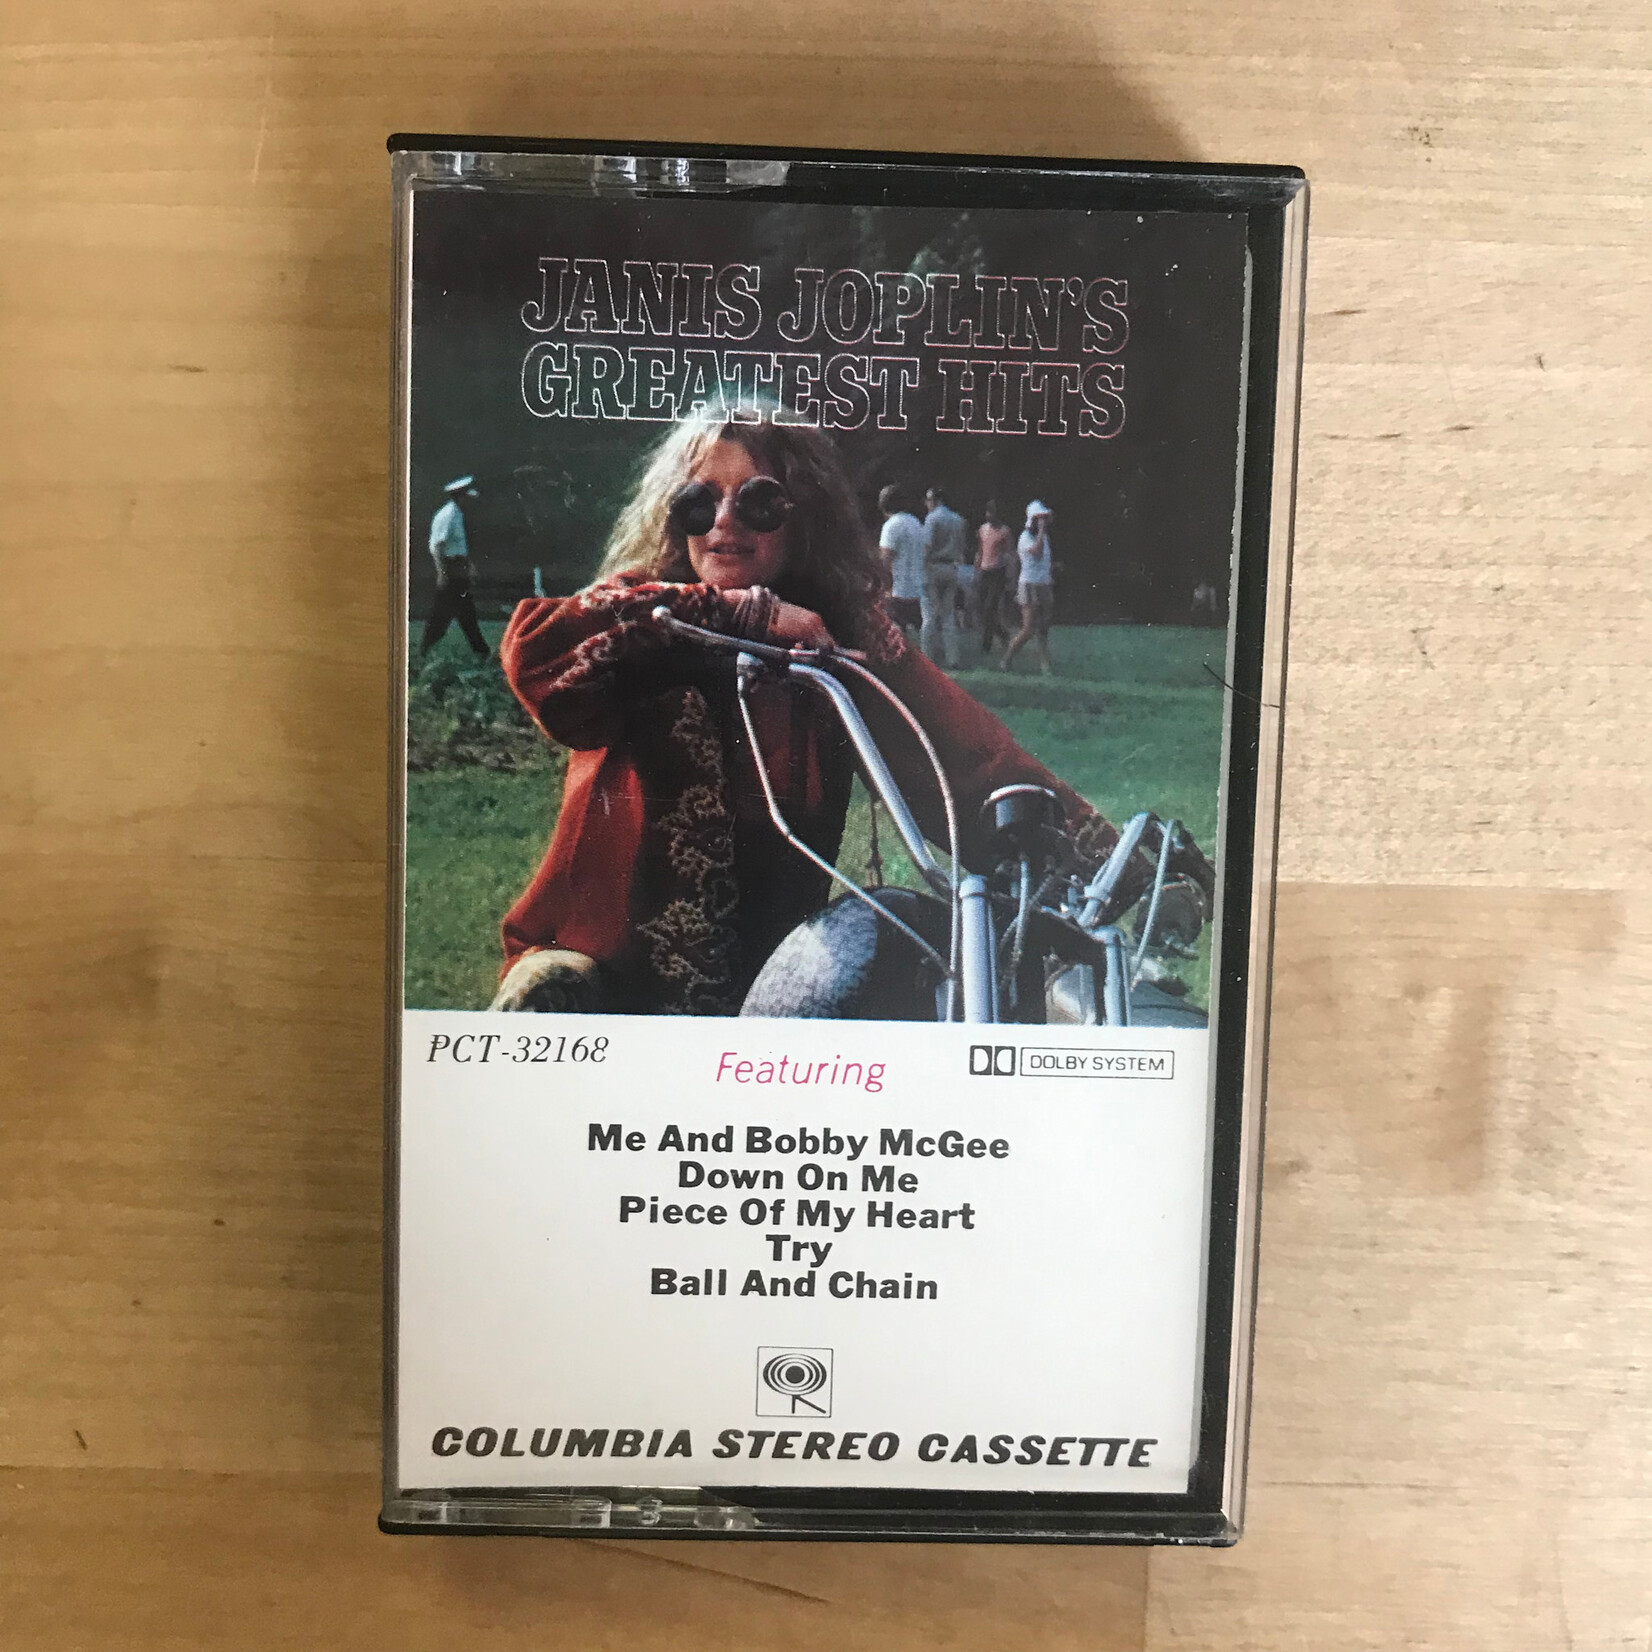 JANIS JOPLIN'S
GREATEST HITS
PCT-32168
Featuring
DOLBY SYSTEM
Me And Bobby McGee
Down On Me
Piece Of My Heart
Try
Ball And Chain
COLUMBIA STEREO CASSETTE